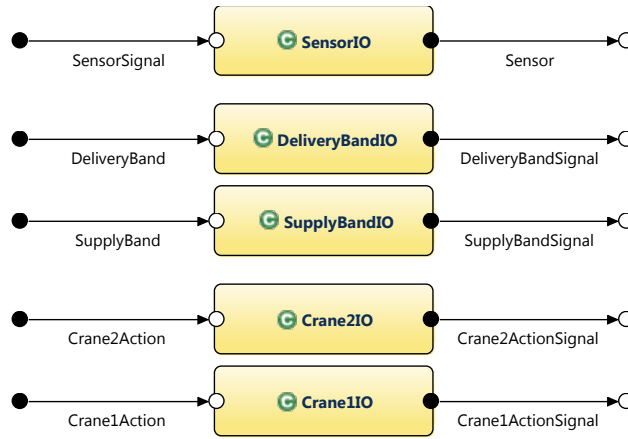 C SensorIO
SensorSignal
Sensor
C DeliveryBandIO
DeliveryBand
DeliveryBandSignal
C SupplyBandIO
SupplyBand
SupplyBandSignal
C Crane2IO
Crane2Action
Crane2ActionSignal
C Crane1IO
Crane1Action
Crane1ActionSignal